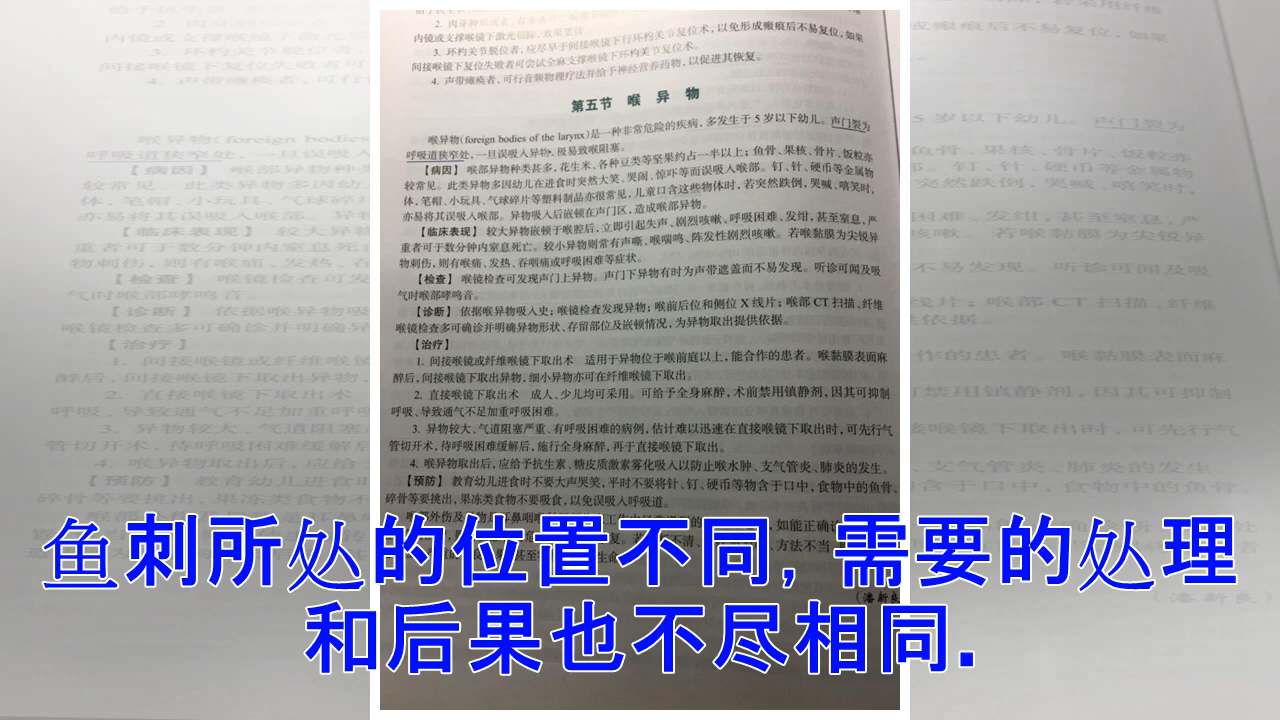 2. 肉芽肿形成者,
内镜或支撑喉镜下激光切除, 效果更佳
3. 环杓关节脱位者, 应尽早于间接喉镜下行环杓关节复位术, 以免形成瘢痕后不易复位, 如果
间接喉镜下复位失败者可尝试全麻支撑喉镜下环杓关节复位术。
4. 声带瘫痪者, 可行音频物理疗法并给予神经营养药物, 以促进其恢复。
第五节 喉 异 物
喉异物(foreign bodies of the larynx)是一种非常危险的疾病, 多发生于 5 岁以下幼儿。声门裂为
呼吸道狭窄处, 一旦误吸入异物, 极易致喉阻塞。
【病因】 喉部异物种类甚多, 花生米、各种豆类等坚果约占一半以上; 鱼骨、果核、骨片、饭粒亦
较常见。此类异物多因幼儿在进食时突然大笑、哭闹、惊吓等而误吸入喉部。钉、针、硬币等金属物
体, 笔帽、小玩具、气球碎片等塑料制品亦很常见, 儿童口含这些物体时, 若突然跌倒, 哭喊、嘻笑时,
亦易将其误吸入喉部。异物吸入后嵌顿在声门区, 造成喉部异物。
【临床表现】 较大异物嵌顿于喉腔后, 立即引起失声、剧烈咳嗽、呼吸困难、发绀, 甚至窒息, 严
重者可于数分钟内窒息死亡。较小异物则常有声嘶、喉喘鸣、阵发性剧烈咳嗽。若喉黏膜为尖锐异
物刺伤, 则有喉痛、发热、吞咽痛或呼吸困难等症状。
【检查】 喉镜检查可发现声门上异物。声门下异物有时为声带遮盖而不易发现。听诊可闻及吸
气时喉部哮鸣音。
【诊断】 依据喉异物吸入史; 喉镜检查发现异物; 喉前后位和侧位 X 线片; 喉部 CT 扫描、纤维
喉镜检查多可确诊并明确异物形状、存留部位及嵌顿情况, 为异物取出提供依据。
【治疗】
1. 间接喉镜或纤维喉镜下取出术 适用于异物位于喉前庭以上, 能合作的患者。喉黏膜表面麻
醉后, 间接喉镜下取出异物, 细小异物亦可在纤维喉镜下取出。
2. 直接喉镜下取出术 成人、少儿均可采用。可给予全身麻醉, 术前禁用镇静剂, 因其可抑制
呼吸、导致通气不足加重呼吸困难。
3. 异物较大、气道阻塞严重、有呼吸困难的病例, 估计难以迅速在直接喉镜下取出时, 可先行气
管切开术, 待呼吸困难缓解后, 施行全身麻醉, 再于直接喉镜下取出。
4. 喉异物取出后, 应给予抗生素、糖皮质激素雾化吸入以防止喉水肿、支气管炎、肺炎的发生。
【预防】 教育幼儿进食时不要大声哭笑, 平时不要将针、钉、硬币等物含于口中, 食物中的鱼骨、
碎骨等要挑出, 果冻类食物不要吸食, 以免误吸入呼吸道。
鱼刺所处的位置不同, 需要的处理
和后果也不尽相同.